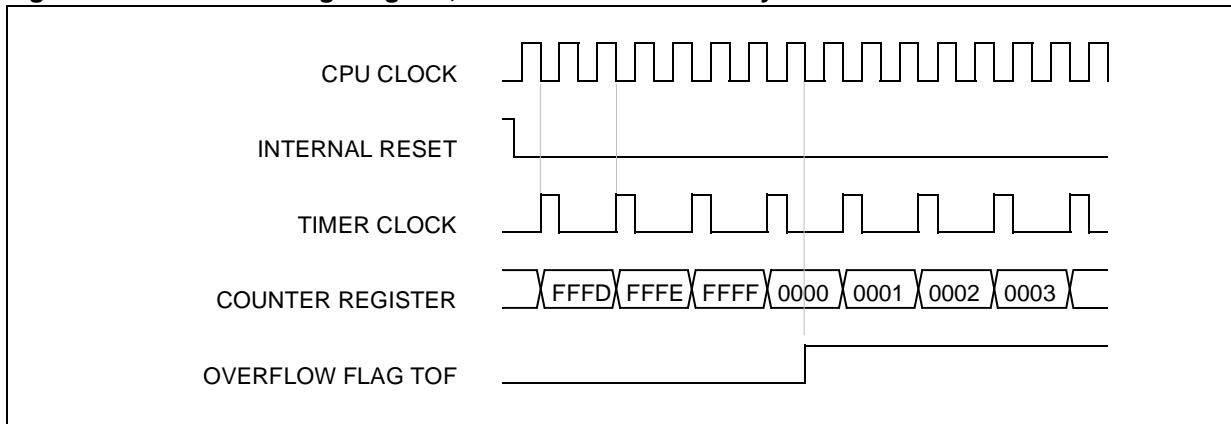 CPU CLOCK
INTERNAL RESET
TIMER CLOCK
COUNTER REGISTER
FFFD FFFE FFFF 0000 0001 0002 0003
OVERFLOW FLAG TOF